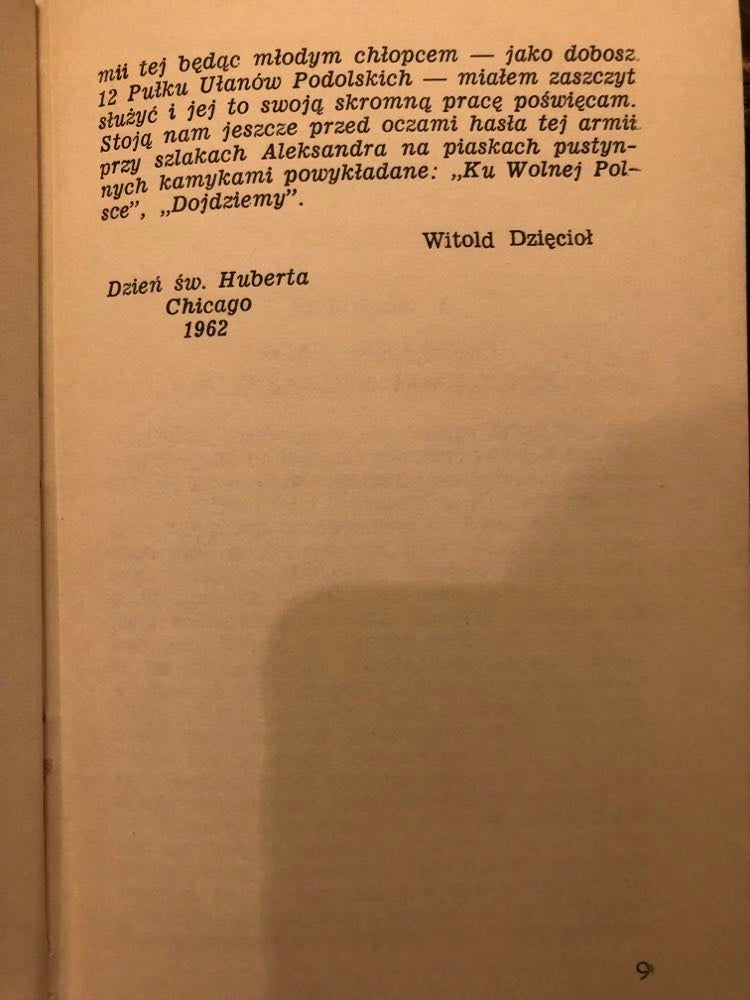 mii tej będąc młodym chłopcem — jako dobosz
12 Pułku Ułanów Podolskich — miałem zaszczyt
służyć i jej to swoją skromną pracę poświęcam.
Stoją nam jeszcze przed oczami hasła tej armii
przy szlakach Aleksandra na piaskach pustyn-
nych kamykami powykładane: „Ku Wolnej Pol-
sce”, „Dojdziemy”.
Witold Dzięcioł
Dzień św. Huberta
Chicago
1962
9